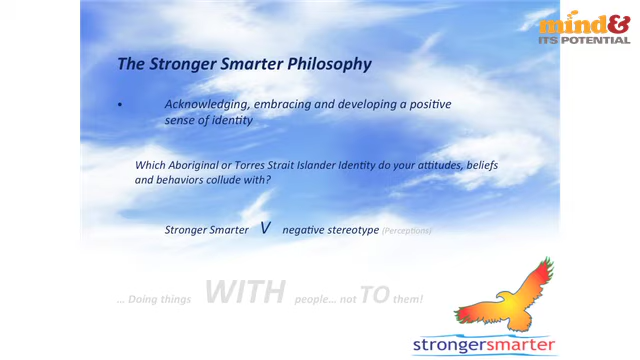 mind&
ITS POTENTIAL
The Stronger Smarter Philosophy
• Acknowledging, embracing and developing a positive
sense of identity
Which Aboriginal or Torres Strait Islander Identity do your attitudes, beliefs
and behaviors collude with?
Stronger Smarter V negative stereotype (Perceptions)
... Doing things WITH people... not TO them!
strongersmarter